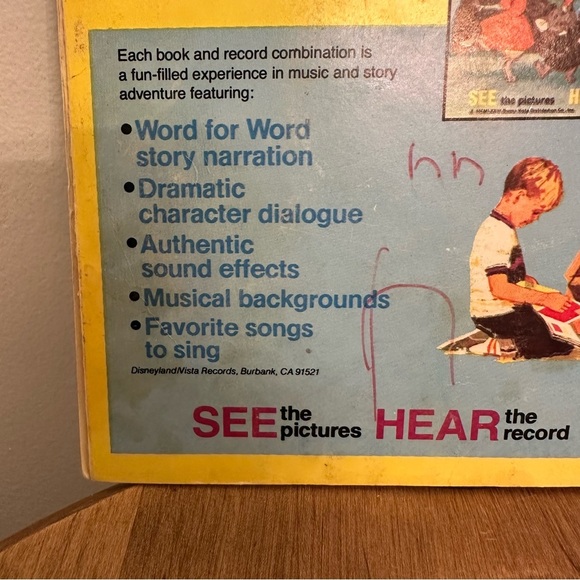 Each book and record combination is
a fun-filled experience in music and story
adventure featuring:
SEE the pictures H
• Word for Word
story narration
hn
• Dramatic
character dialogue
• Authentic
sound effects
• Musical backgrounds
• Favorite songs
to sing
h
Disneyland/Vista Records, Burbank, CA 91521
SEE the pictures HEAR the record